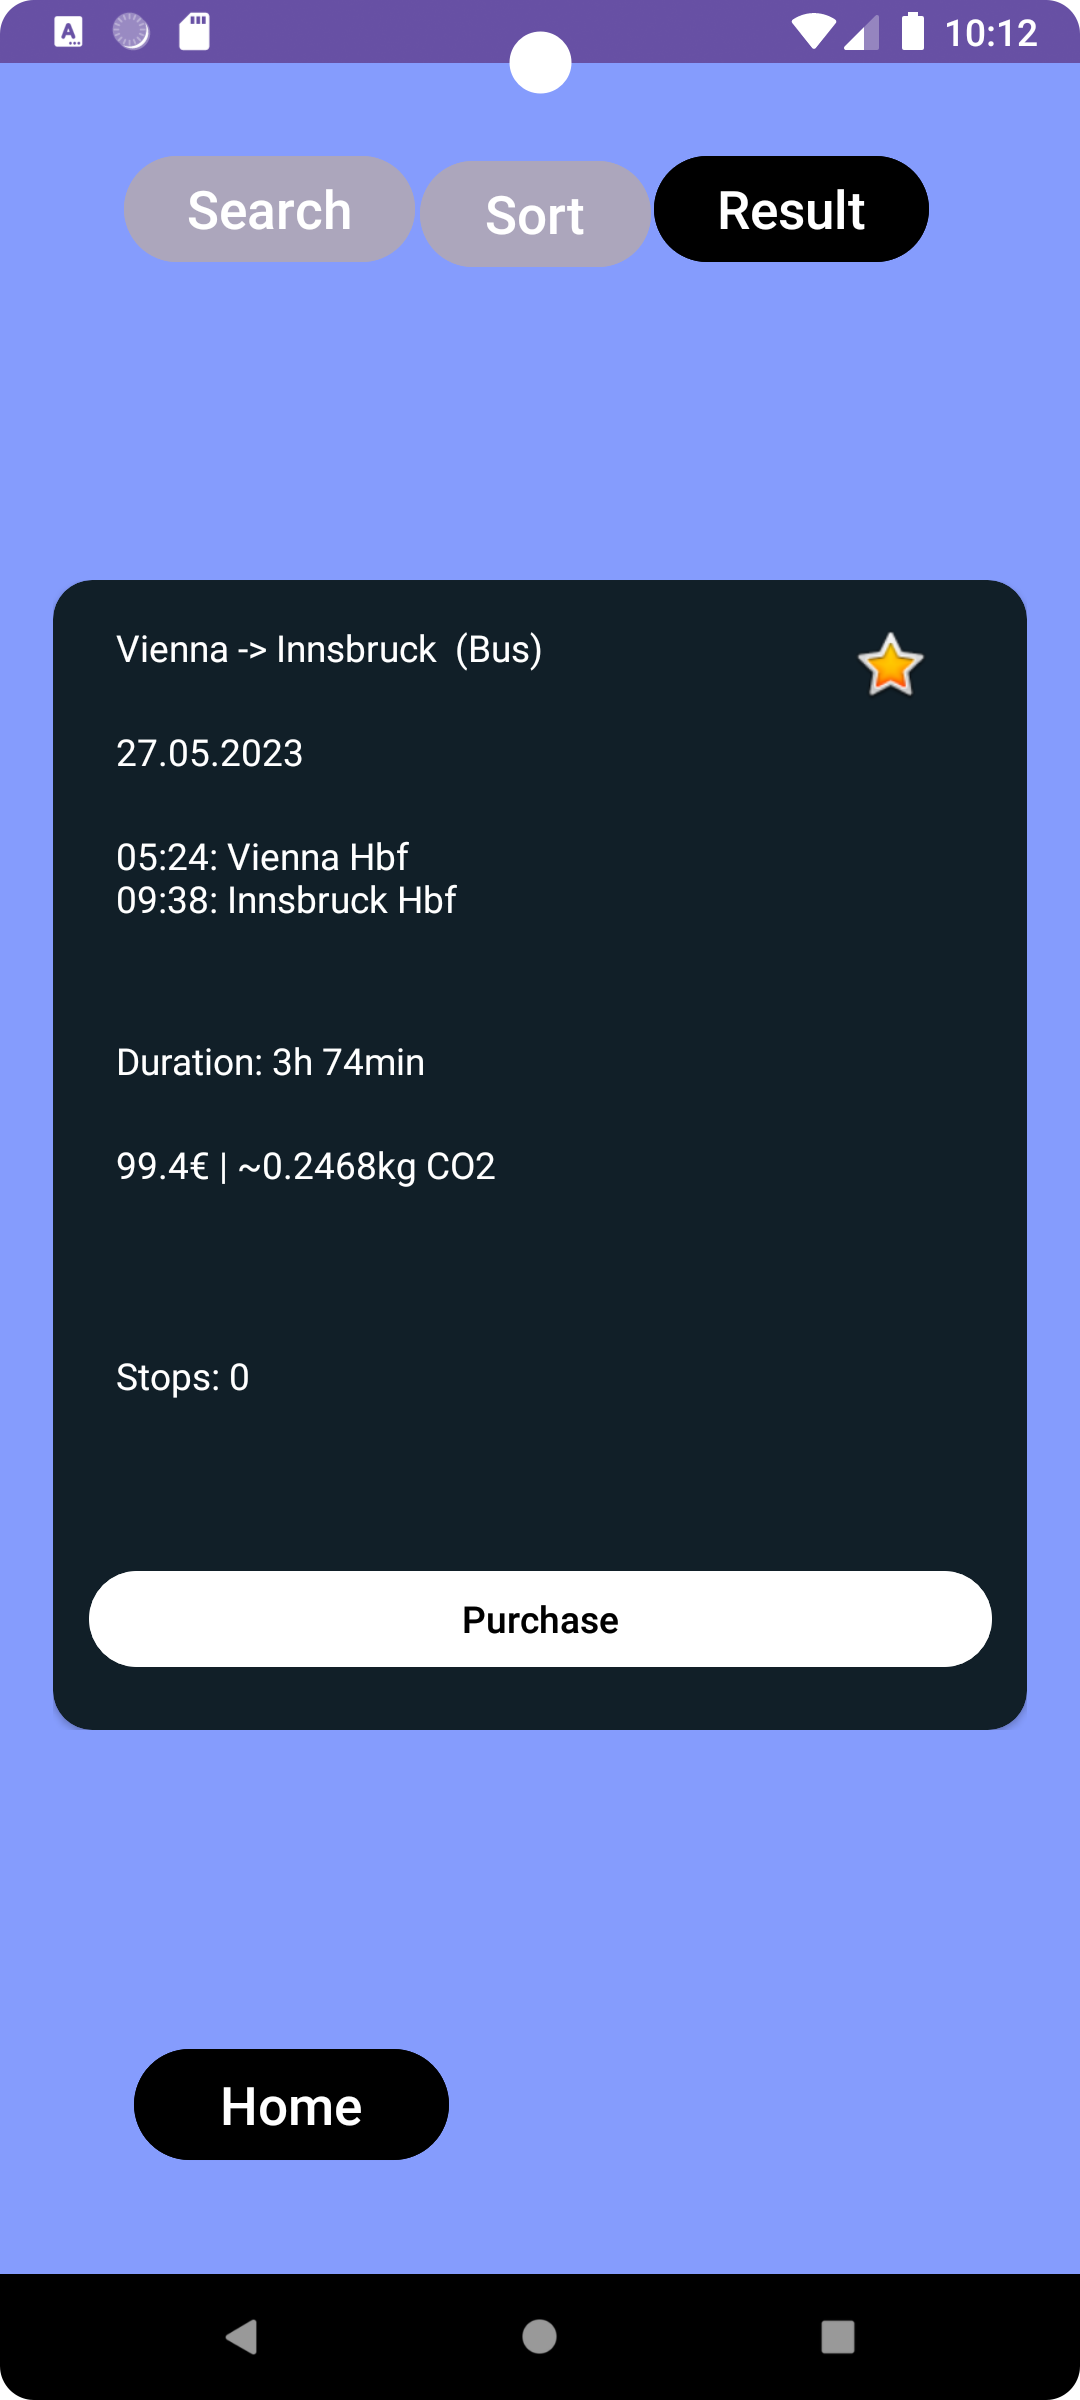 10:12
Search
Sort
Result
Vienna -> Innsbruck  (Bus)
27.05.2023
05:24: Vienna Hbf
09:38: Innsbruck Hbf
Duration: 3h 74min
99.4€ | ~0.2468kg CO2
Stops: 0
Purchase
Home